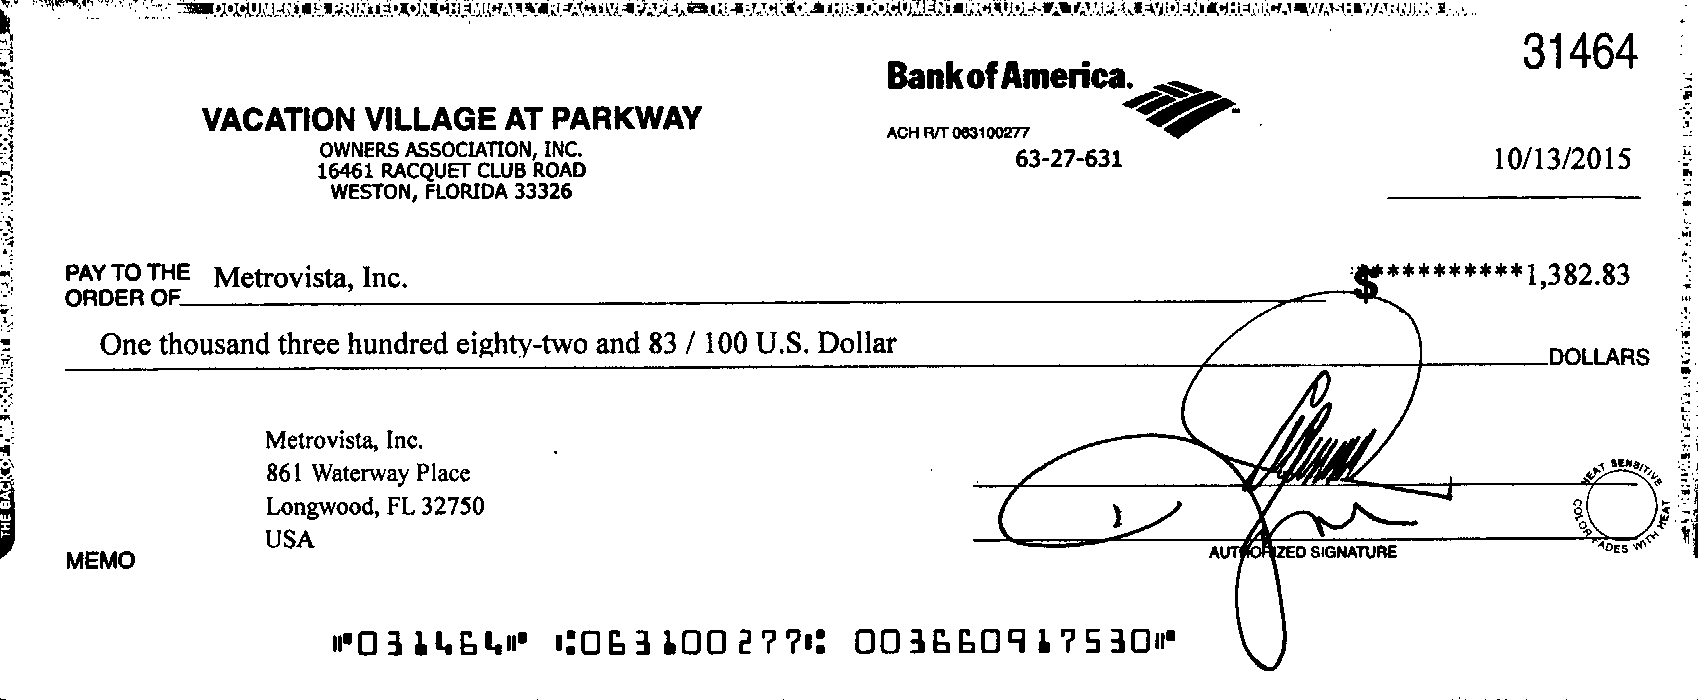 DOCUMENT IS PRINTED ON CHEMICALLY REACTIVE PAPER - THE BACK OF THIS DOCUMENT INCLUDES A TAMPER EVIDENT CHEMICAL WASH WARNING
31464
Bank of America.
VACATION VILLAGE AT PARKWAY
OWNERS ASSOCIATION, INC.
16461 RACQUET CLUB ROAD
WESTON, FLORIDA 33326
ACH R/T 063100277
63-27-631
10/13/2015
PAY TO THE ORDER OF Metrovista, Inc.
$***********1,382.83
One thousand three hundred eighty-two and 83 / 100 U.S. Dollar
DOLLARS
Metrovista, Inc.
861 Waterway Place
Longwood, FL 32750
USA
MEMO
AUTHORIZED SIGNATURE
HEAT SENSITIVE
COLOR FADES WITH HEAT
THE BACK OF
⑈031464⑈ ⑆063100277⑆ 003660917530⑈